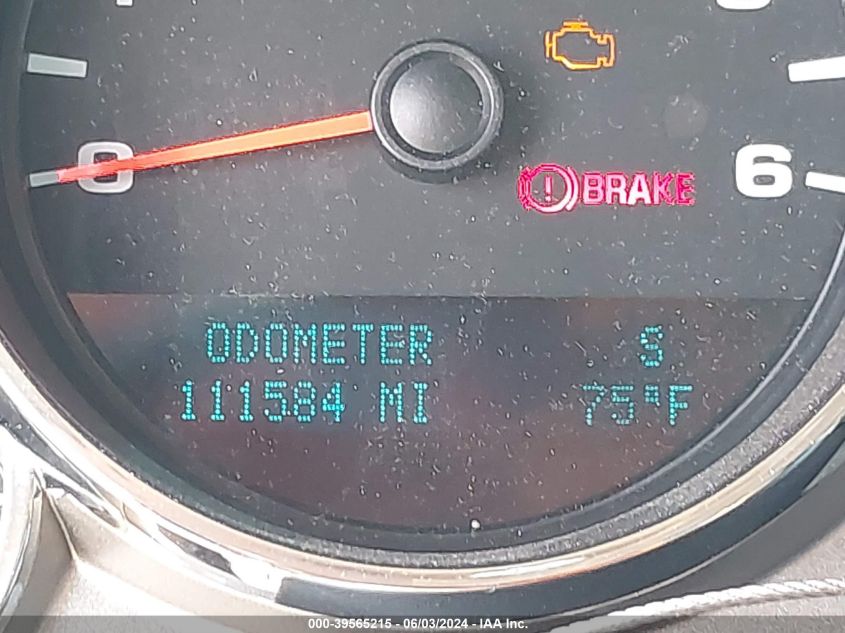 0
6
BRAKE
ODOMETER S
111584 MI 75°F
000-39565215 - 06/03/2024 - IAA Inc.